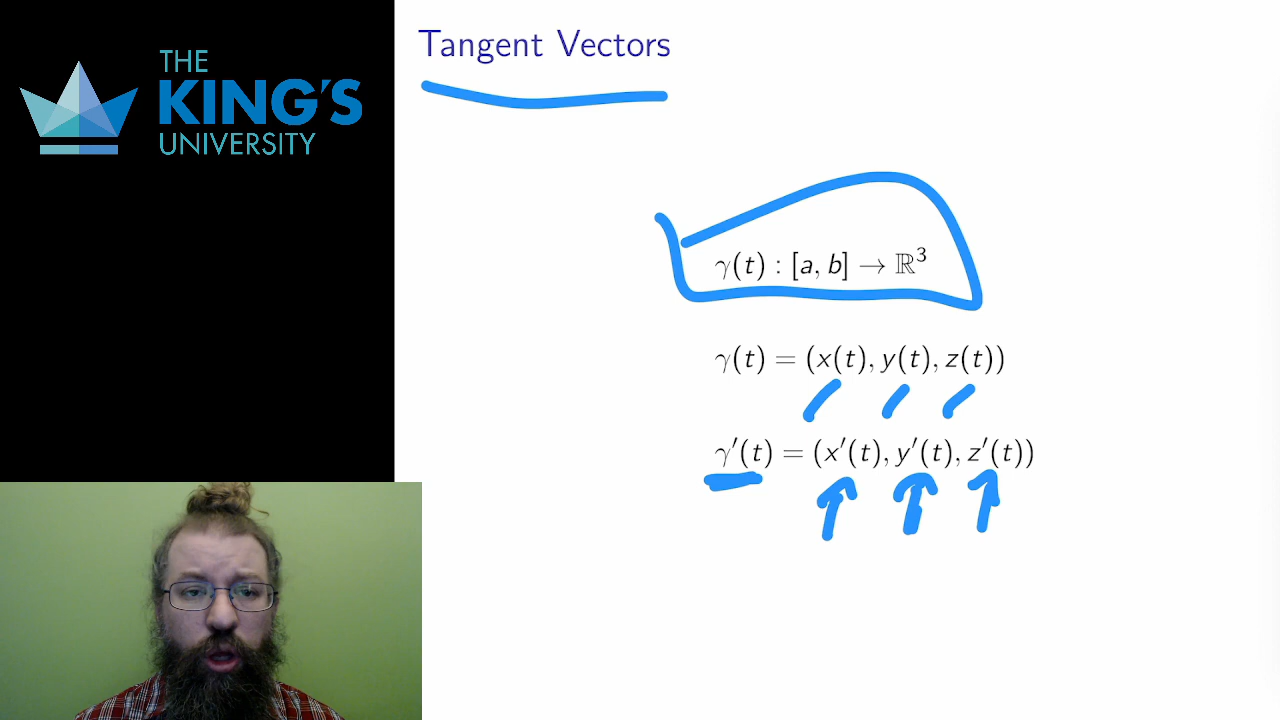 THE
KING'S
UNIVERSITY
Tangent Vectors
γ(t) : [a, b] → ℝ³
γ(t) = (x(t), y(t), z(t))
γ′(t) = (x′(t), y′(t), z′(t))